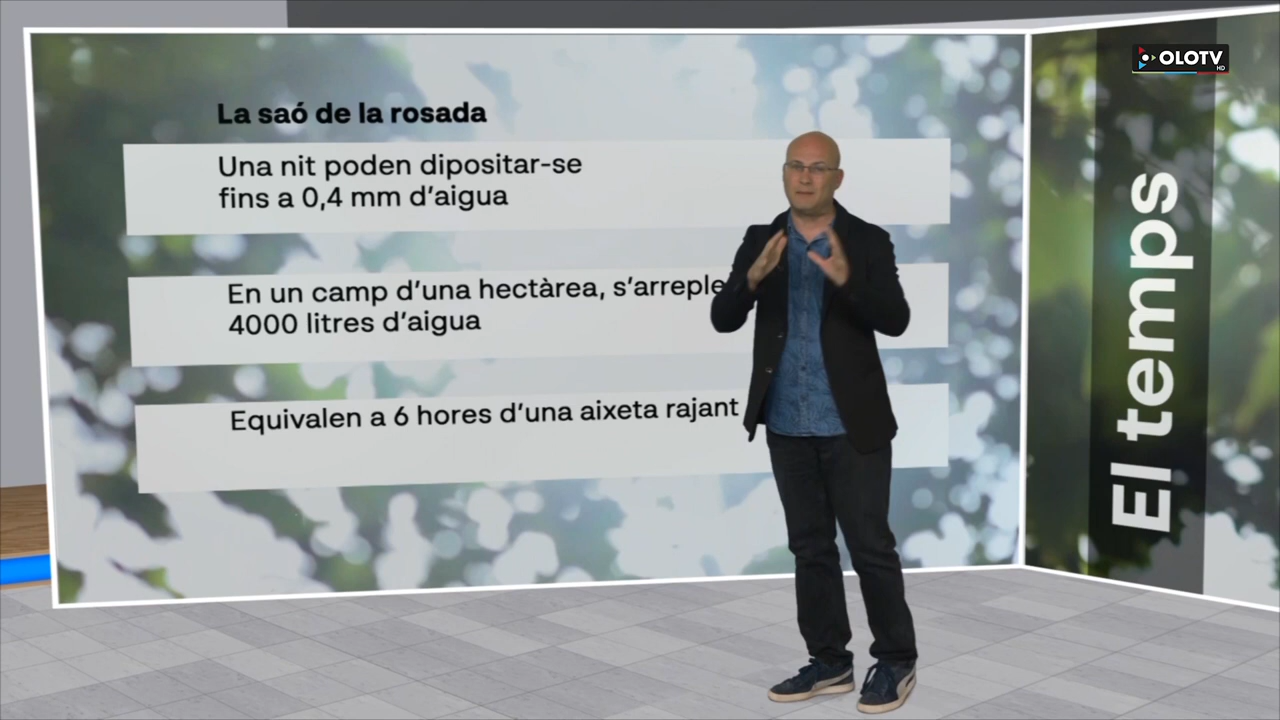 OLOTV
HD
La saó de la rosada
Una nit poden dipositar-se
fins a 0,4 mm d'aigua
En un camp d'una hectàrea, s'arreple
4000 litres d'aigua
Equivalen a 6 hores d'una aixeta rajant
El temps